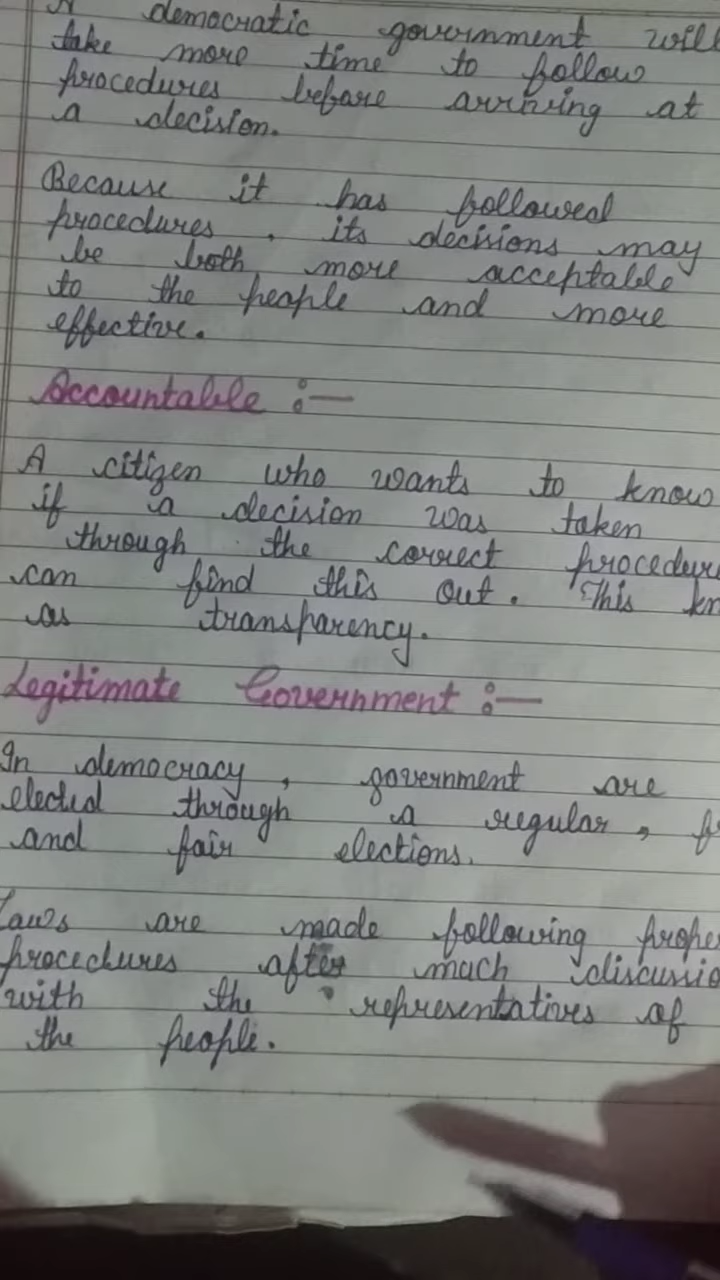 A democratic government will
take more time to follow
procedures before arriving at
a decision.
Because it has followed
procedures, its decisions may
be both more acceptable
to the people and more
effective.
Accountable :—
A citizen who wants to know
if a decision was taken
through the correct procedure
can find this out. This
as transparency.
Legitimate Government :—
In democracy, government are
elected through a regular,
and fair elections.
Laws are made following
procedures after much
with the representatives of
the people.